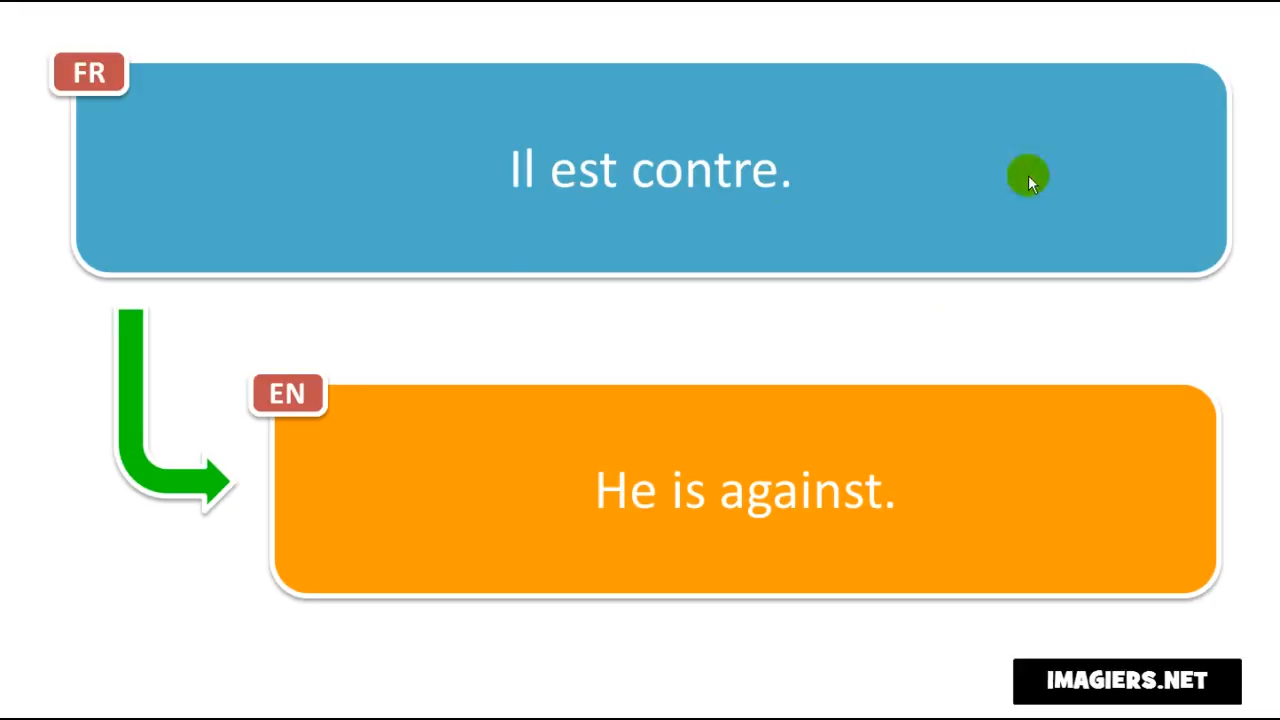 FR
Il est contre.
EN
He is against.
IMAGIERS.NET